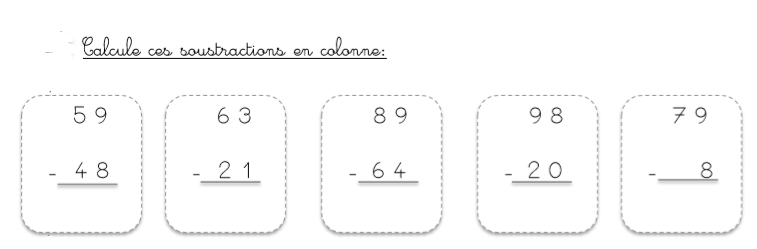 Calcule ces soustractions en colonne:
59 63 89 98 79
- 48 - 21 - 64 - 20 - 8